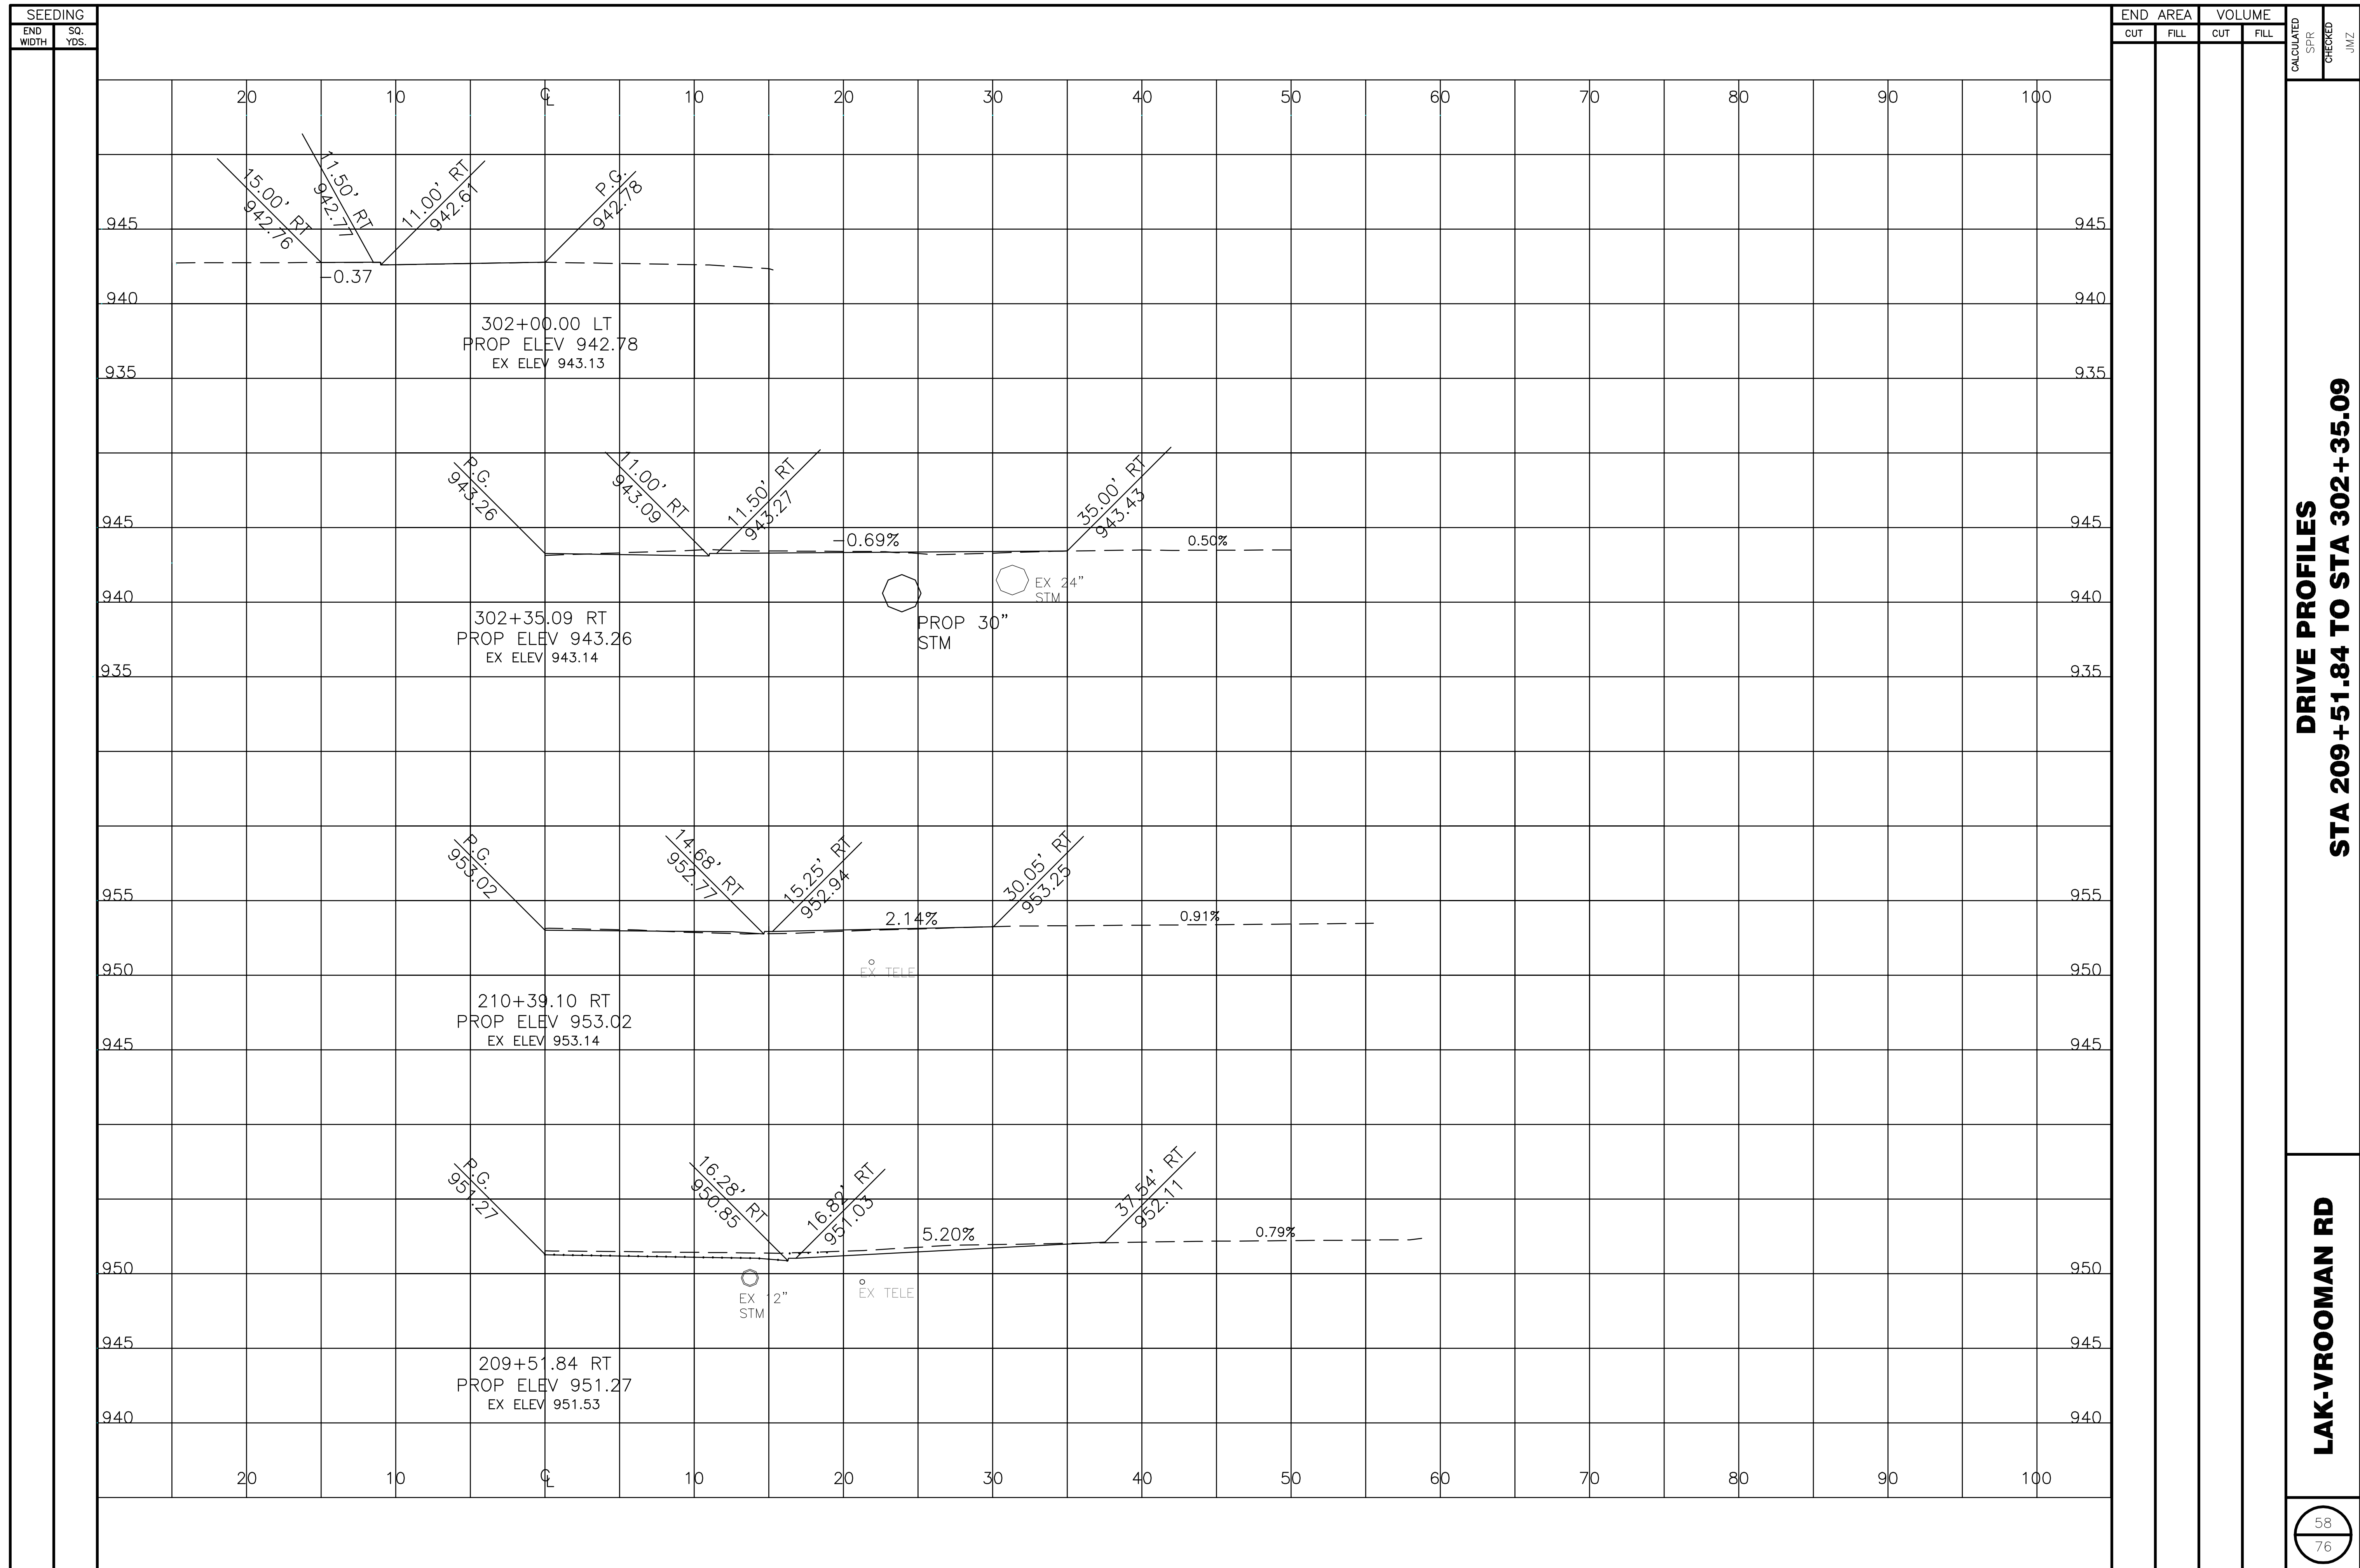 SEEDING
END WIDTH
SQ. YDS.
END AREA
VOLUME
CUT
FILL
CUT
FILL
CALCULATED
SPR
CHECKED
JMZ
20
10
℄
10
20
30
40
50
60
70
80
90
100
15.00' RT
942.76
11.50' RT
942.77
11.00' RT
942.61
P.G.
942.78
945
945
-0.37
940
940
302+00.00 LT
PROP ELEV 942.78
EX ELEV 943.13
935
935
P.G.
943.26
11.00' RT
943.09
11.50' RT
943.27
35.00' RT
943.43
945
945
-0.69%
0.50%
EX 24"
STM
940
940
302+35.09 RT
PROP ELEV 943.26
EX ELEV 943.14
PROP 30"
STM
935
935
P.G.
953.02
14.68' RT
952.77
15.25' RT
952.94
30.05' RT
953.25
955
955
2.14%
0.91%
EX TELE
950
950
210+39.10 RT
PROP ELEV 953.02
EX ELEV 953.14
945
945
P.G.
951.27
16.28' RT
950.85
16.82' RT
951.03
37.54' RT
952.11
5.20%
0.79%
950
950
EX 12"
STM
EX TELE
945
945
209+51.84 RT
PROP ELEV 951.27
EX ELEV 951.53
940
940
20
10
℄
10
20
30
40
50
60
70
80
90
100
DRIVE PROFILES
STA 209+51.84 TO STA 302+35.09
LAK-VROOMAN RD
58
76